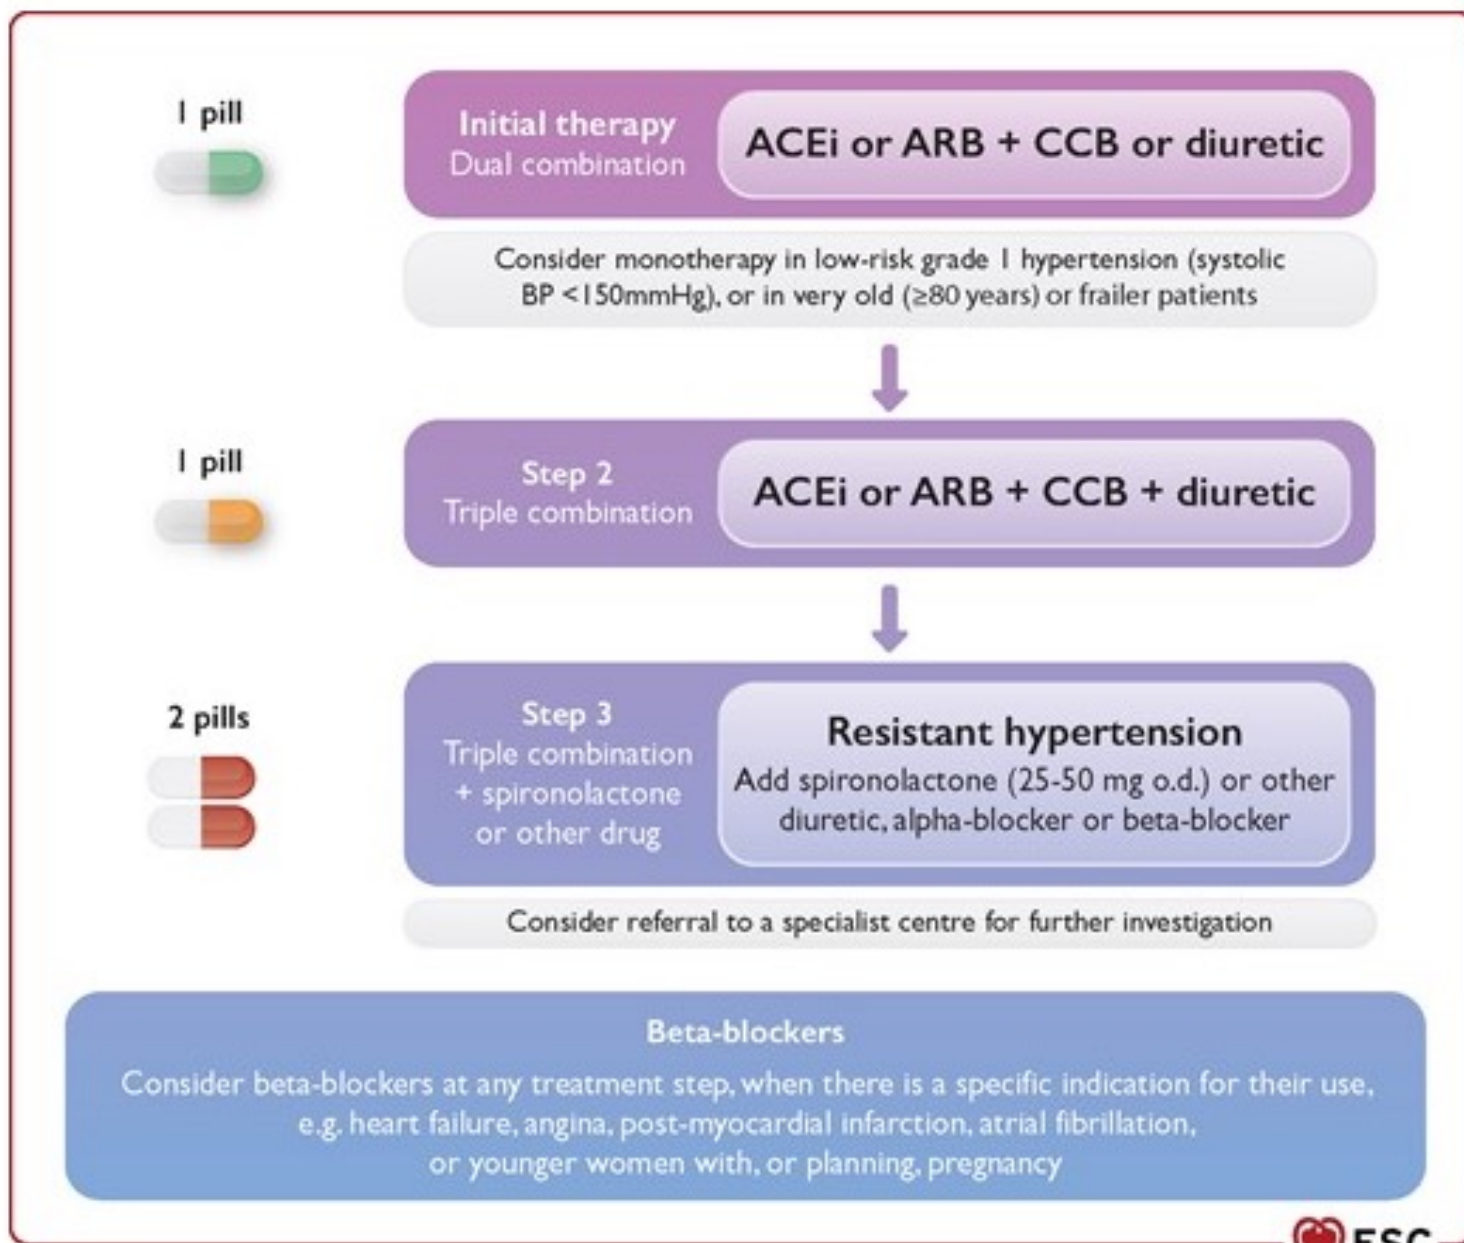 1 pill
Initial therapy
Dual combination
ACEi or ARB + CCB or diuretic
Consider monotherapy in low-risk grade 1 hypertension (systolic
BP <150mmHg), or in very old (≥80 years) or frailer patients
1 pill
Step 2
Triple combination
ACEi or ARB + CCB + diuretic
2 pills
Step 3
Triple combination
+ spironolactone
or other drug
Resistant hypertension
Add spironolactone (25-50 mg o.d.) or other
diuretic, alpha-blocker or beta-blocker
Consider referral to a specialist centre for further investigation
Beta-blockers
Consider beta-blockers at any treatment step, when there is a specific indication for their use,
e.g. heart failure, angina, post-myocardial infarction, atrial fibrillation,
or younger women with, or planning, pregnancy
ESC